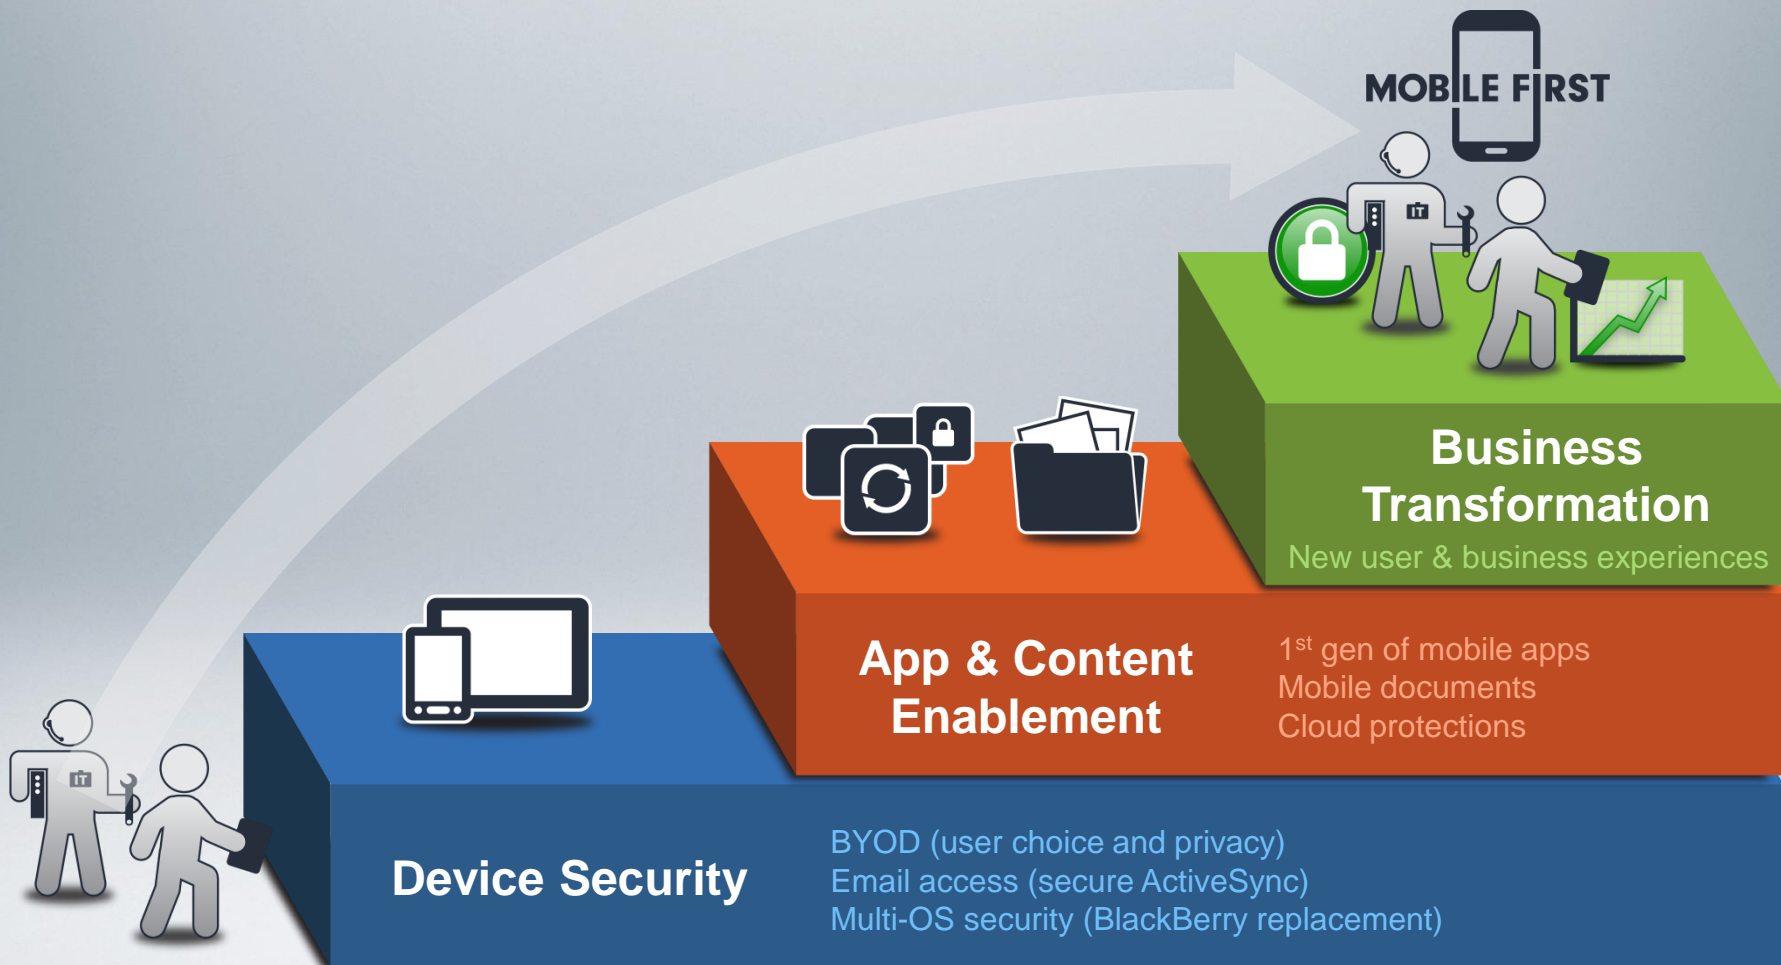 MOBILE FIRST
IT
Business
Transformation
New user & business experiences
App & Content
Enablement
1st gen of mobile apps
Mobile documents
Cloud protections
IT
Device Security
BYOD (user choice and privacy)
Email access (secure ActiveSync)
Multi-OS security (BlackBerry replacement)